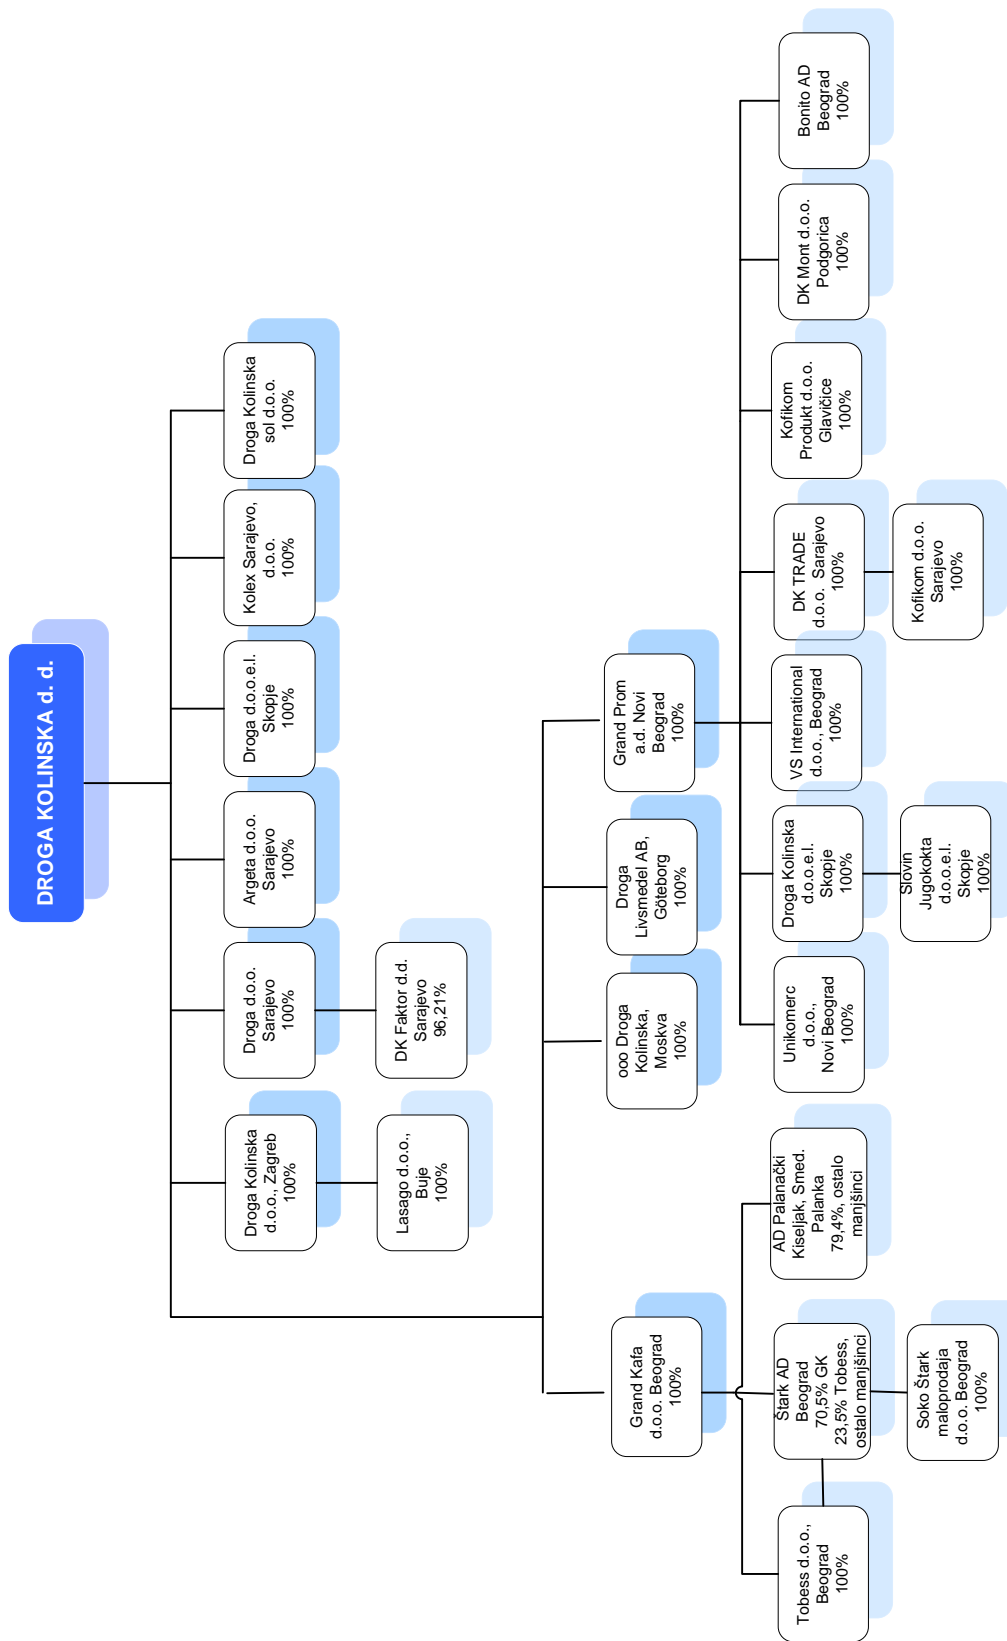 DROGA KOLINSKA d. d.
Droga Kolinska
d.o.o., Zagreb
100%
Droga d.o.o.
Sarajevo
100%
Argeta d.o.o.
Sarajevo
100%
Droga d.o.o.e.l.
Skopje
100%
Kolex Sarajevo,
d.o.o.
100%
Droga Kolinska
sol d.o.o.
100%
Lasago d.o.o.,
Buje
100%
DK Faktor d.d.
Sarajevo
96,21%
Grand Kafa
d.o.o. Beograd
100%
ooo Droga
Kolinska,
Moskva
100%
Droga
Livsmedel AB,
Göteborg
100%
Grand Prom
a.d. Novi
Beograd
100%
Tobess d.o.o.,
Beograd
100%
Štark AD
Beograd
70,5% GK
23,5% Tobess,
ostalo manjšinci
AD Palanački
Kiseljak, Smed.
Palanka
79,4%, ostalo
manjšinci
Unikomerc
d.o.o.,
Novi Beograd
100%
Droga Kolinska
d.o.o.e.l.
Skopje
100%
VS International
d.o.o., Beograd
100%
DK TRADE
d.o.o. Sarajevo
100%
Kofikom
Produkt d.o.o.
Glavičice
100%
DK Mont d.o.o.
Podgorica
100%
Bonito AD
Beograd
100%
Soko Štark
maloprodaja
d.o.o. Beograd
100%
Slovin
Jugokokta
d.o.o.e.l.
Skopje
100%
Kofikom d.o.o.
Sarajevo
100%